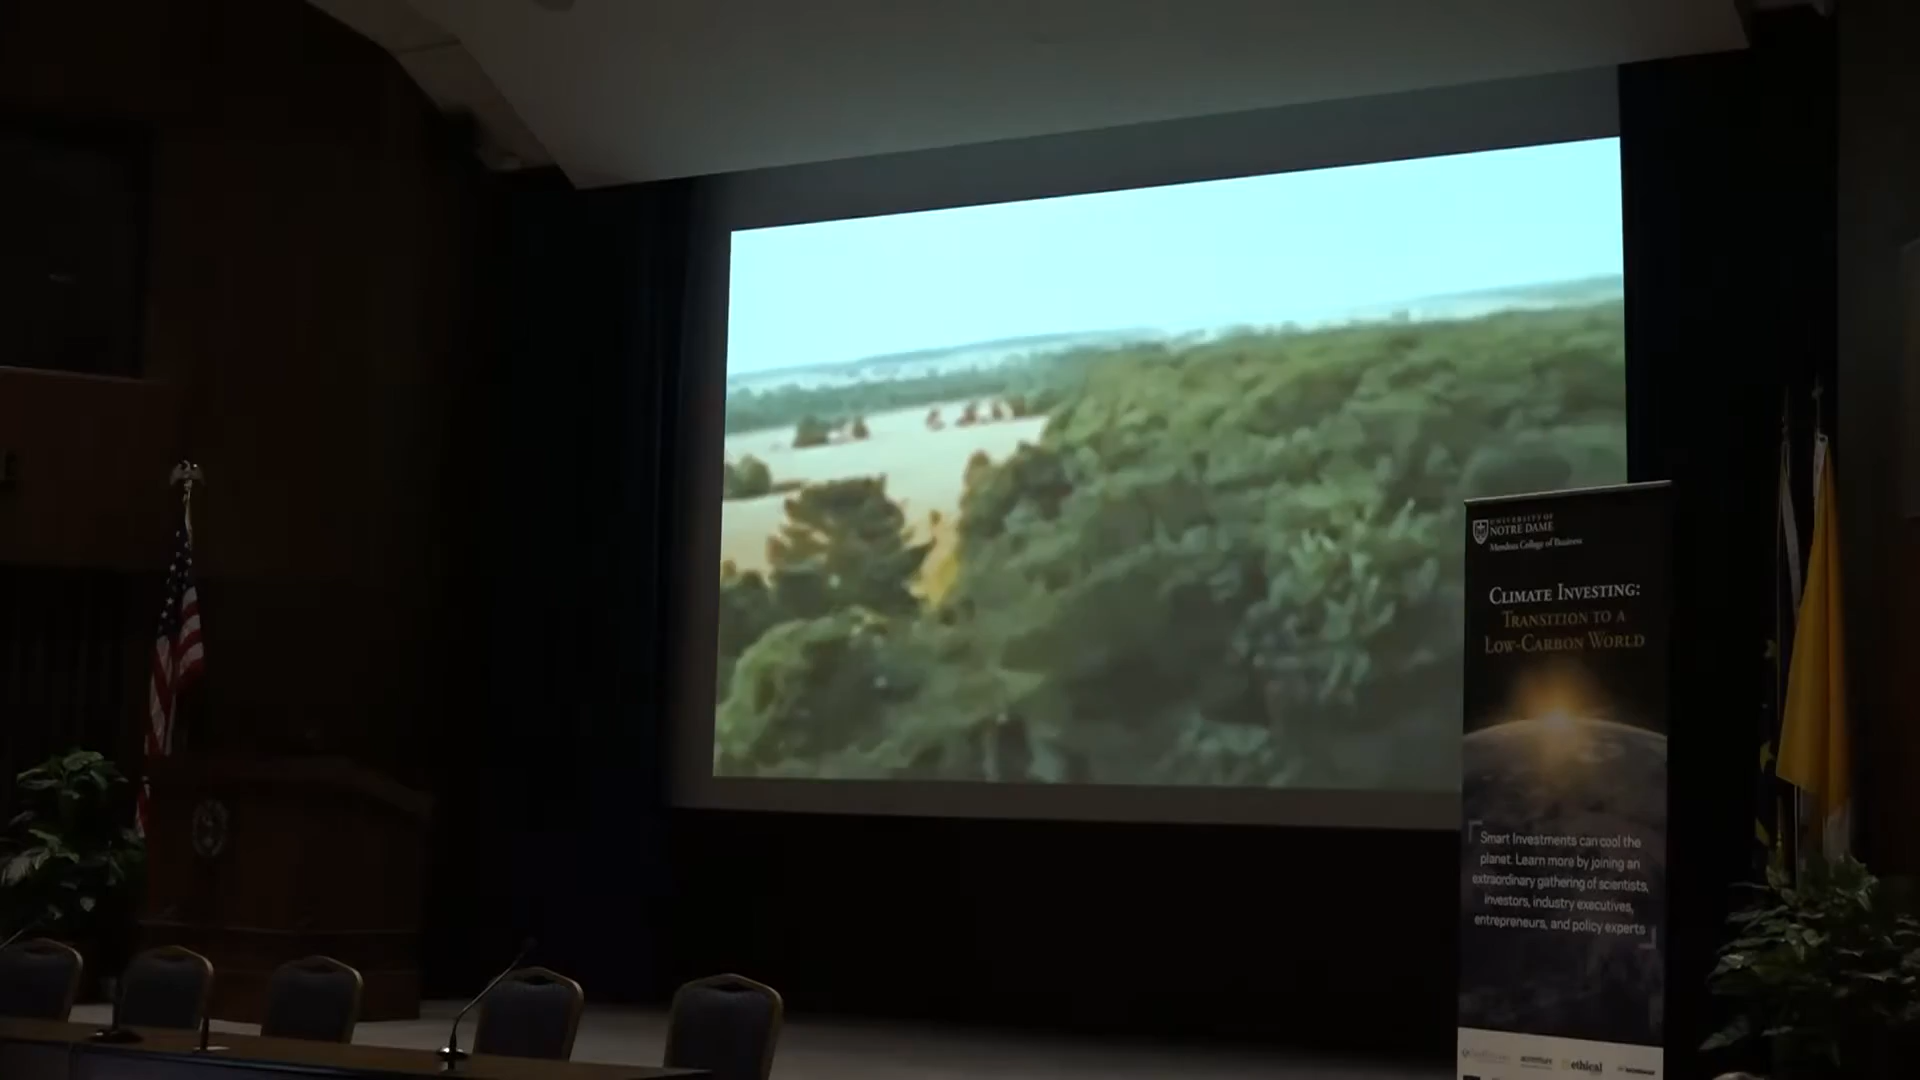 UNIVERSITY OF
NOTRE DAME
Mendoza College of Business
CLIMATE INVESTING:
TRANSITION TO A
LOW-CARBON WORLD
Smart Investments can cool the
planet. Learn more by joining an
extraordinary gathering of scientists,
investors, industry executives,
entrepreneurs, and policy experts
accenture
ethical